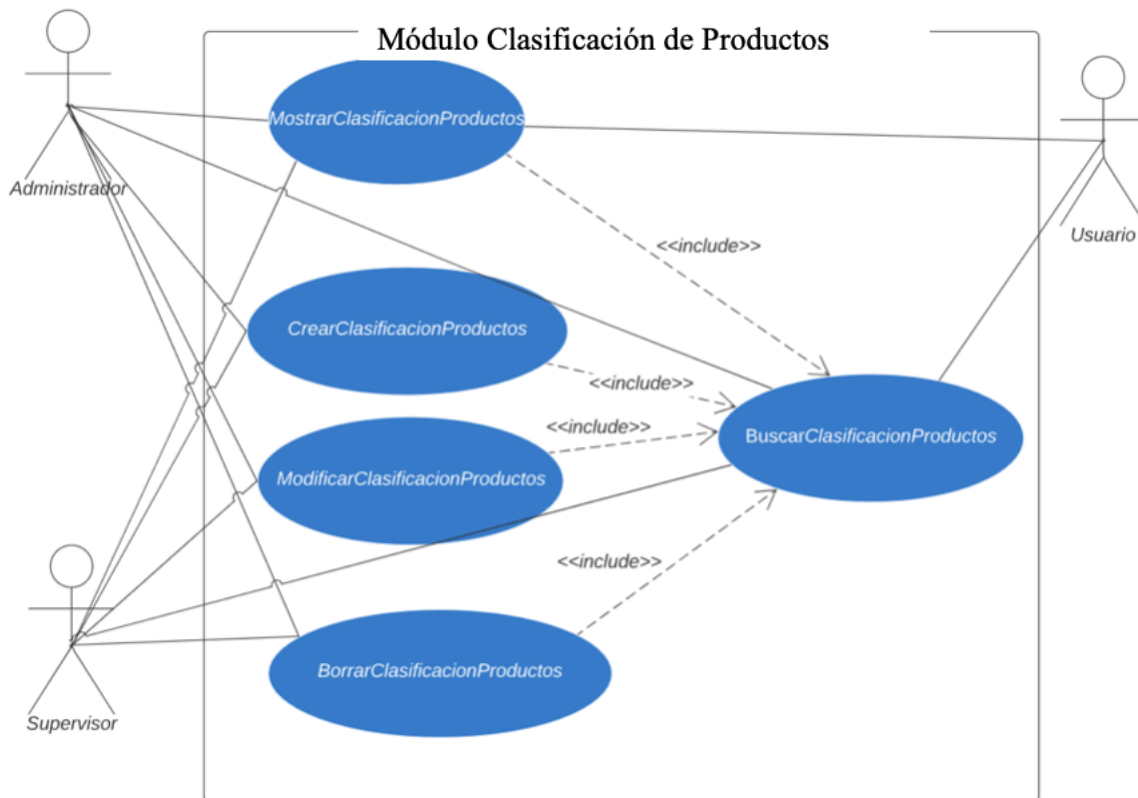 Módulo Clasificación de Productos
MostrarClasificacionProductos
Administrador
Usuario
<<include>>
CrearClasificacionProductos
<<include>>
<<include>>
BuscarClasificacionProductos
ModificarClasificacionProductos
<<include>>
BorrarClasificacionProductos
Supervisor